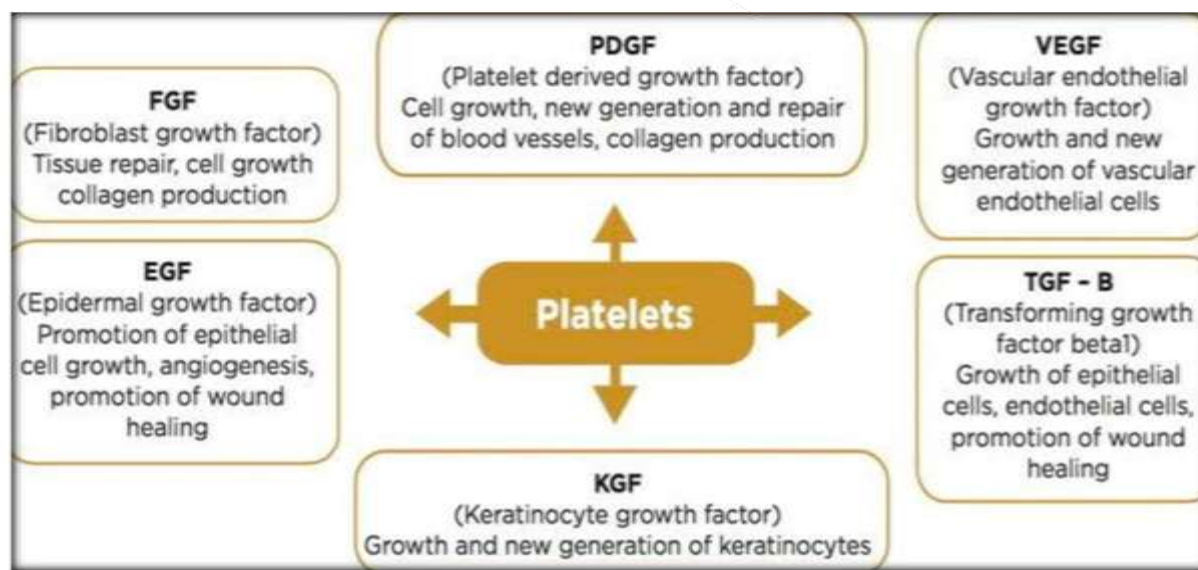 FGF
(Fibroblast growth factor)
Tissue repair, cell growth
collagen production
PDGF
(Platelet derived growth factor)
Cell growth, new generation and repair
of blood vessels, collagen production
VEGF
(Vascular endothelial
growth factor)
Growth and new
generation of vascular
endothelial cells
EGF
(Epidermal growth factor)
Promotion of epithelial
cell growth, angiogenesis,
promotion of wound
healing
Platelets
TGF – B
(Transforming growth
factor beta1)
Growth of epithelial
cells, endothelial cells,
promotion of wound
healing
KGF
(Keratinocyte growth factor)
Growth and new generation of keratinocytes